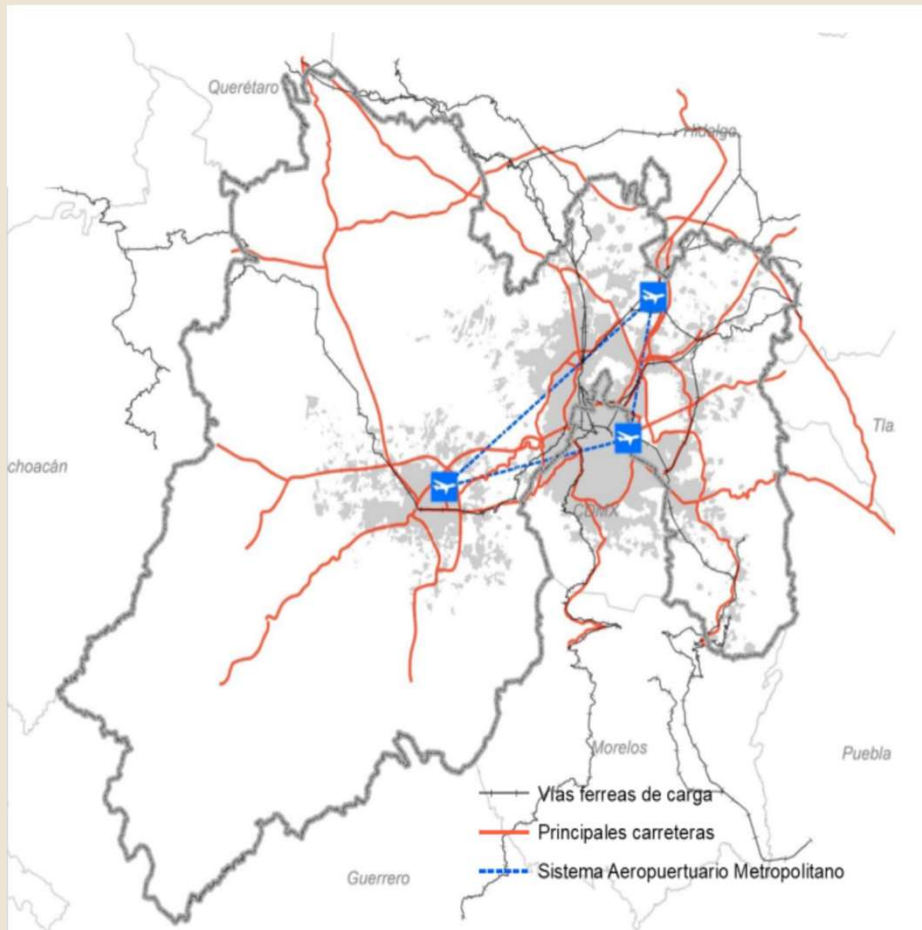 Querétaro
Hidalgo
Tla
choacán
CDMX
Morelos
Puebla
Vías ferreas de carga
Principales carreteras
Sistema Aeropuertuario Metropolitano
Guerrero